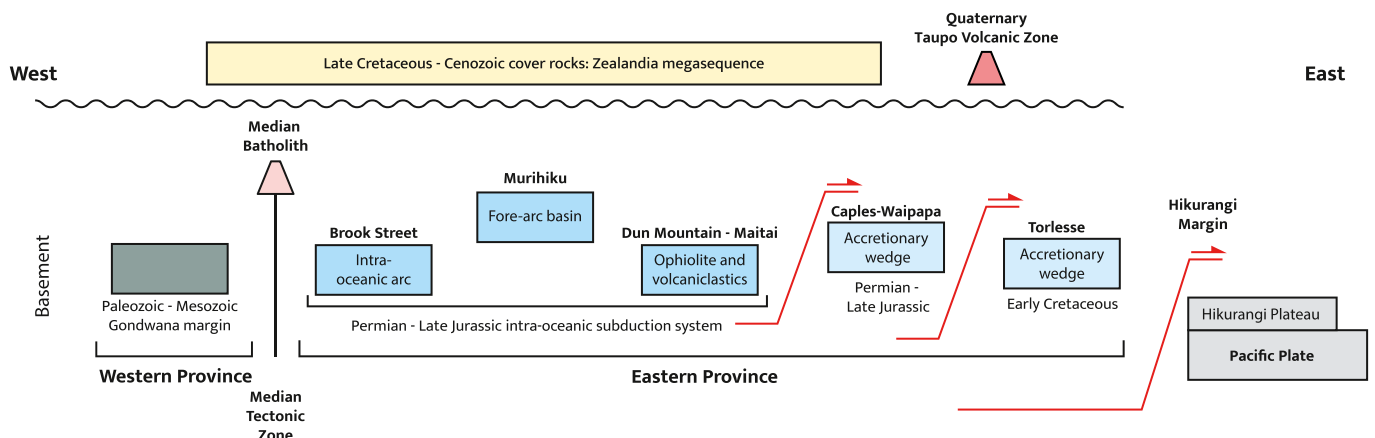 Quaternary
Taupo Volcanic Zone
West
Late Cretaceous - Cenozoic cover rocks: Zealandia megasequence
East
Median
Batholith
Murihiku
Fore-arc basin
Brook Street
Intra-
oceanic arc
Dun Mountain - Maitai
Ophiolite and
volcaniclastics
Caples-Waipapa
Accretionary
wedge
Permian -
Late Jurassic
Torlesse
Accretionary
wedge
Early Cretaceous
Hikurangi
Margin
Hikurangi Plateau
Pacific Plate
Basement
Paleozoic - Mesozoic
Gondwana margin
Permian - Late Jurassic intra-oceanic subduction system
Western Province
Eastern Province
Median
Tectonic
Zone